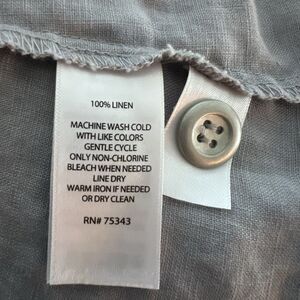 100% LINEN
MACHINE WASH COLD
WITH LIKE COLORS
GENTLE CYCLE
ONLY NON-CHLORINE
BLEACH WHEN NEEDED
LINE DRY
WARM IRON IF NEEDED
OR DRY CLEAN
RN# 75343